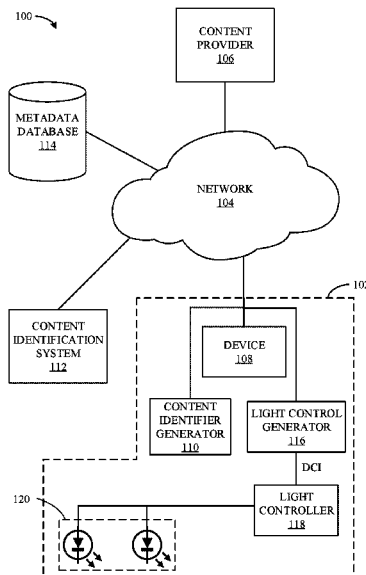 100
CONTENT
PROVIDER
106
METADATA
DATABASE
114
NETWORK
104
102
CONTENT
IDENTIFICATION
SYSTEM
112
DEVICE
108
CONTENT
IDENTIFIER
GENERATOR
110
LIGHT CONTROL
GENERATOR
116
DCI
LIGHT
CONTROLLER
118
120